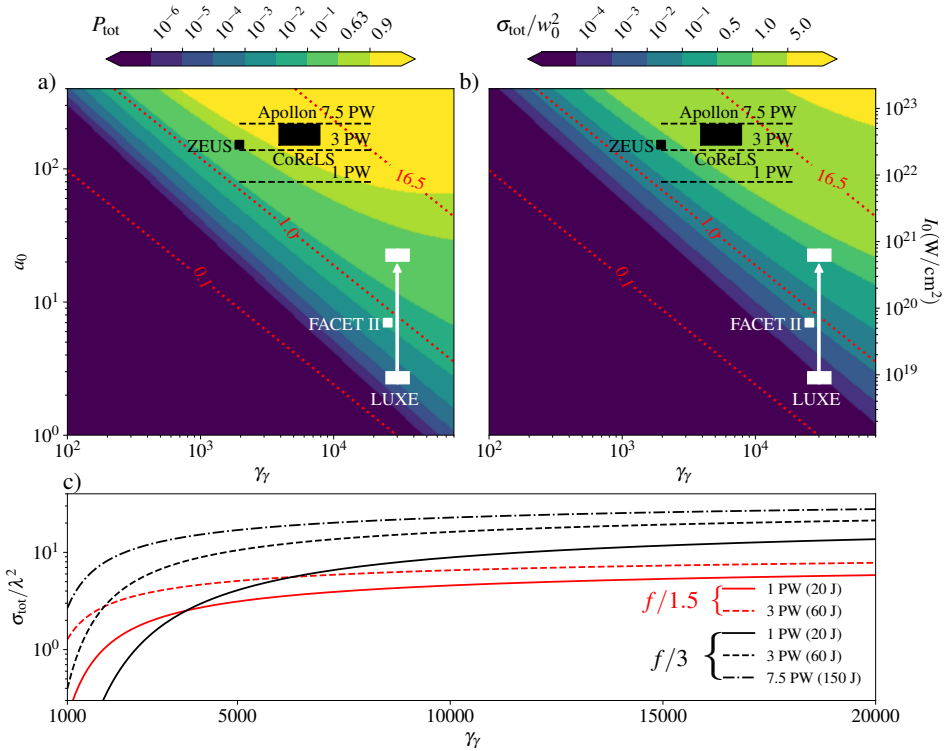 P_tot 10^{-6} 10^{-5} 10^{-4} 10^{-3} 10^{-2} 10^{-1} 0.63 0.9
σ_tot/w_0^2 10^{-4} 10^{-3} 10^{-2} 10^{-1} 0.5 1.0 5.0
a)
b)
Apollon 7.5 PW
ZEUS
3 PW
CoReLS
1 PW
16.5
1.0
0.1
FACET II
LUXE
a_0
10^2
10^1
10^0
10^2 10^3 10^4
γ_γ
Apollon 7.5 PW
ZEUS
3 PW
CoReLS
1 PW
16.5
1.0
0.1
FACET II
LUXE
10^{23}
10^{22}
10^{21}
10^{20}
10^{19}
I_0(W/cm^2)
10^2 10^3 10^4
γ_γ
c)
σ_tot/λ^2
10^1
10^0
f/1.5 {
1 PW (20 J)
3 PW (60 J)
f/3 {
1 PW (20 J)
3 PW (60 J)
7.5 PW (150 J)
1000 5000 10000 15000 20000
γ_γ